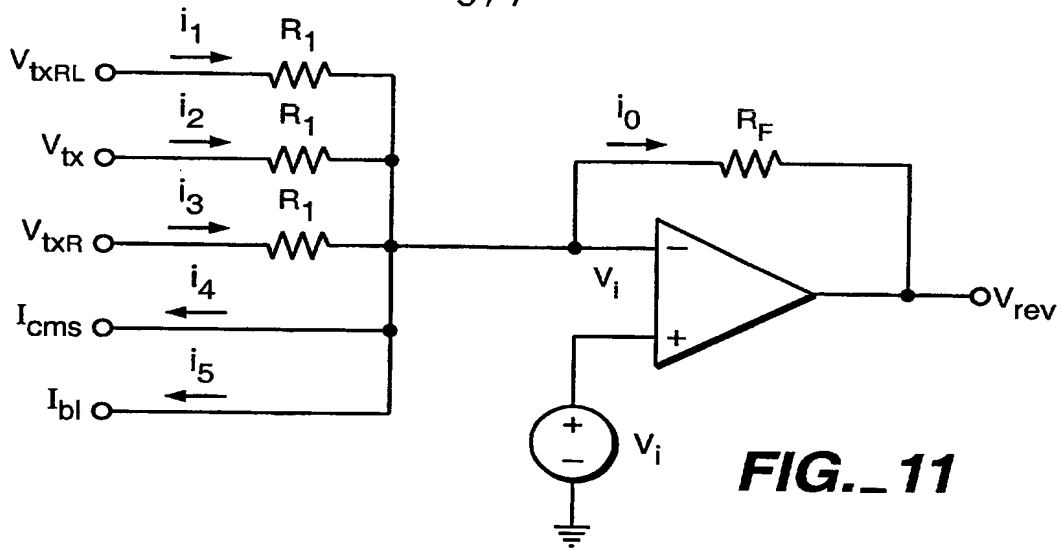 i1 R1
VtxRL
i2 R1
Vtx
i0 RF
i3 R1
VtxR
−
Vi
i4
Icms
+
Vrev
i5
Ibl
+
−
Vi
FIG._11